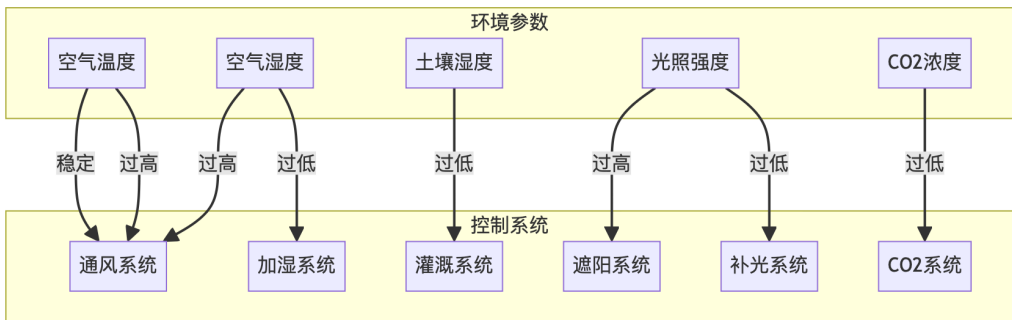 环境参数
空气温度
空气湿度
土壤湿度
光照强度
CO2浓度
稳定
过高
过高
过低
过低
过高
过低
过低
控制系统
通风系统
加湿系统
灌溉系统
遮阳系统
补光系统
CO2系统